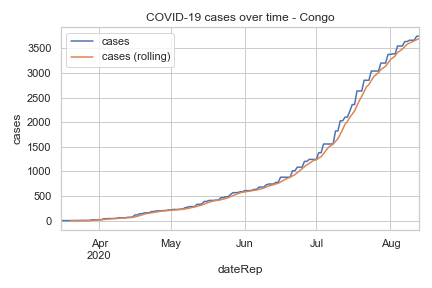 COVID-19 cases over time - Congo
cases
cases (rolling)
3500
3000
2500
2000
1500
1000
500
0
cases
Apr
2020
May
Jun
Jul
Aug
dateRep